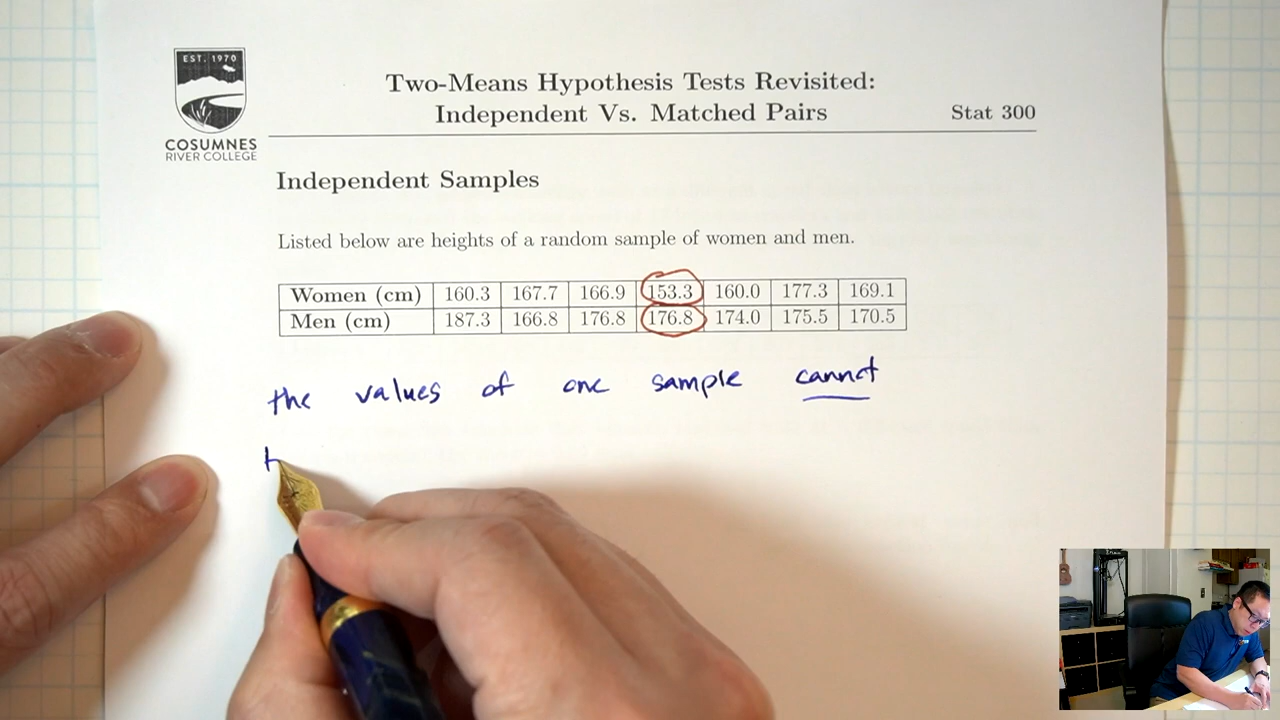 EST. 1970
COSUMNES
RIVER COLLEGE
Two-Means Hypothesis Tests Revisited:
Independent Vs. Matched Pairs
Stat 300
Independent Samples
Listed below are heights of a random sample of women and men.
Women (cm) 160.3 167.7 166.9 153.3 160.0 177.3 169.1
Men (cm) 187.3 166.8 176.8 176.8 174.0 175.5 170.5
the values of one sample cannot